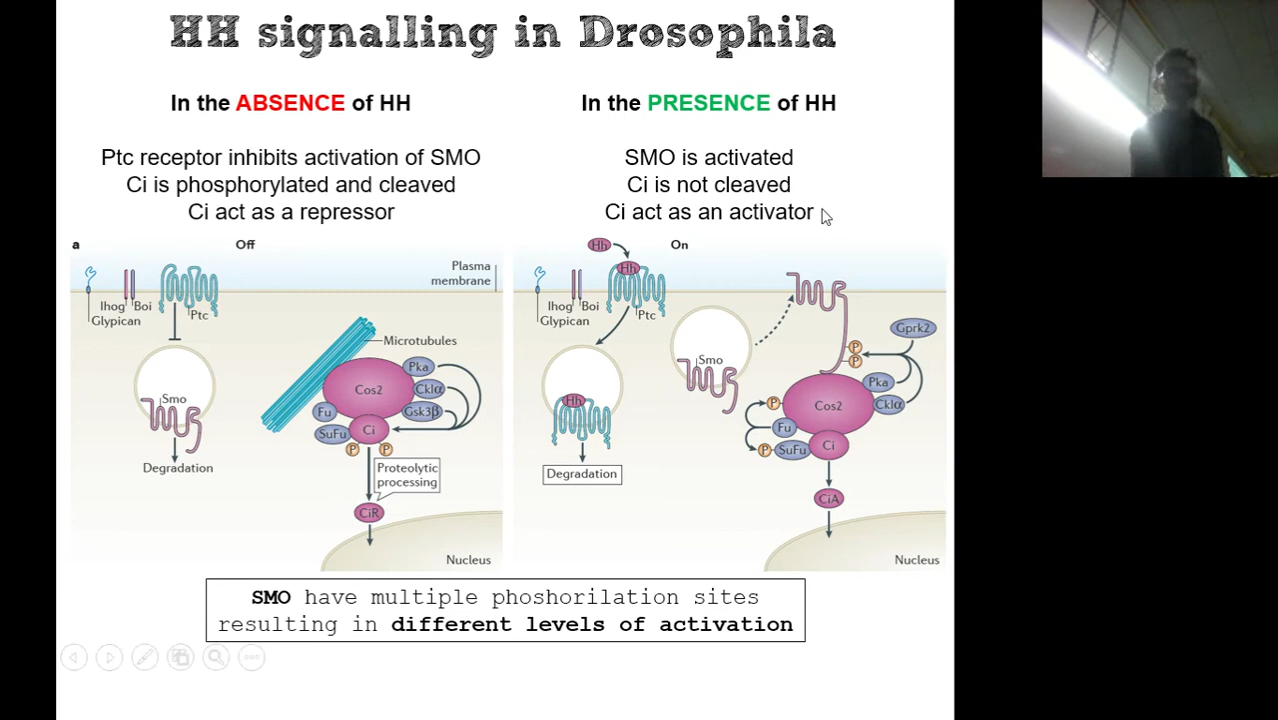 HH signalling in Drosophila
In the ABSENCE of HH
Ptc receptor inhibits activation of SMO
Ci is phosphorylated and cleaved
Ci act as a repressor
In the PRESENCE of HH
SMO is activated
Ci is not cleaved
Ci act as an activator
a
Off
Plasma
membrane
Ihog
Boi
Glypican
Ptc
Microtubules
Smo
Degradation
Cos2
Pka
CkIα
Gsk3β
Fu
SuFu
Ci
P
P
Proteolytic
processing
CiR
Nucleus
On
Hh
Hh
Ihog
Boi
Glypican
Ptc
Smo
Gprk2
P
P
Pka
CkIα
Cos2
Hh
P
Fu
P
SuFu
Ci
Degradation
CiA
Nucleus
SMO have multiple phoshorilation sites
resulting in different levels of activation